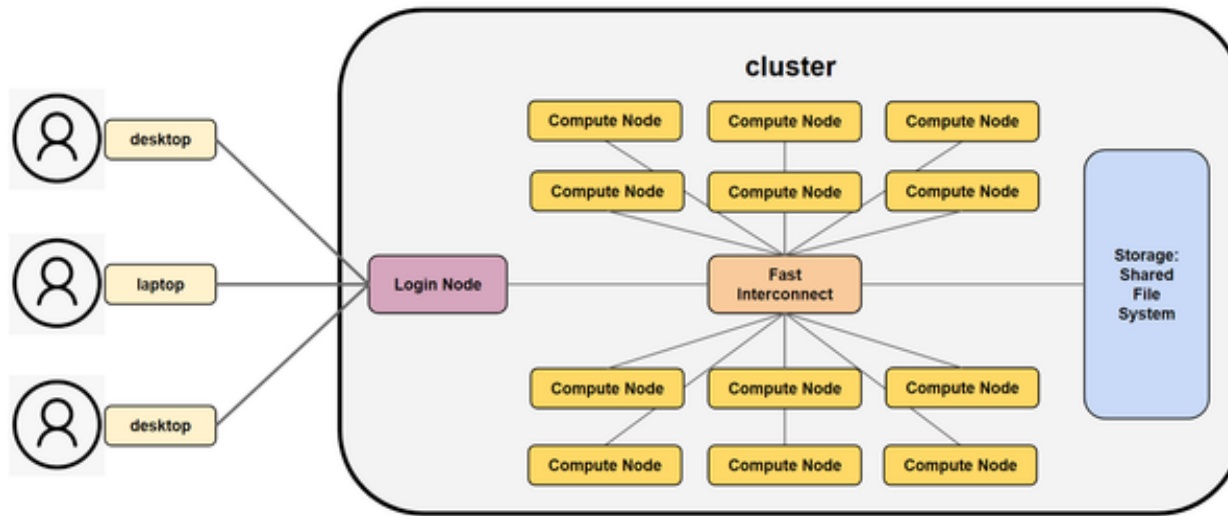 cluster
desktop
laptop
desktop
Login Node
Compute Node
Compute Node
Compute Node
Compute Node
Compute Node
Compute Node
Fast
Interconnect
Compute Node
Compute Node
Compute Node
Compute Node
Compute Node
Compute Node
Storage:
Shared
File
System